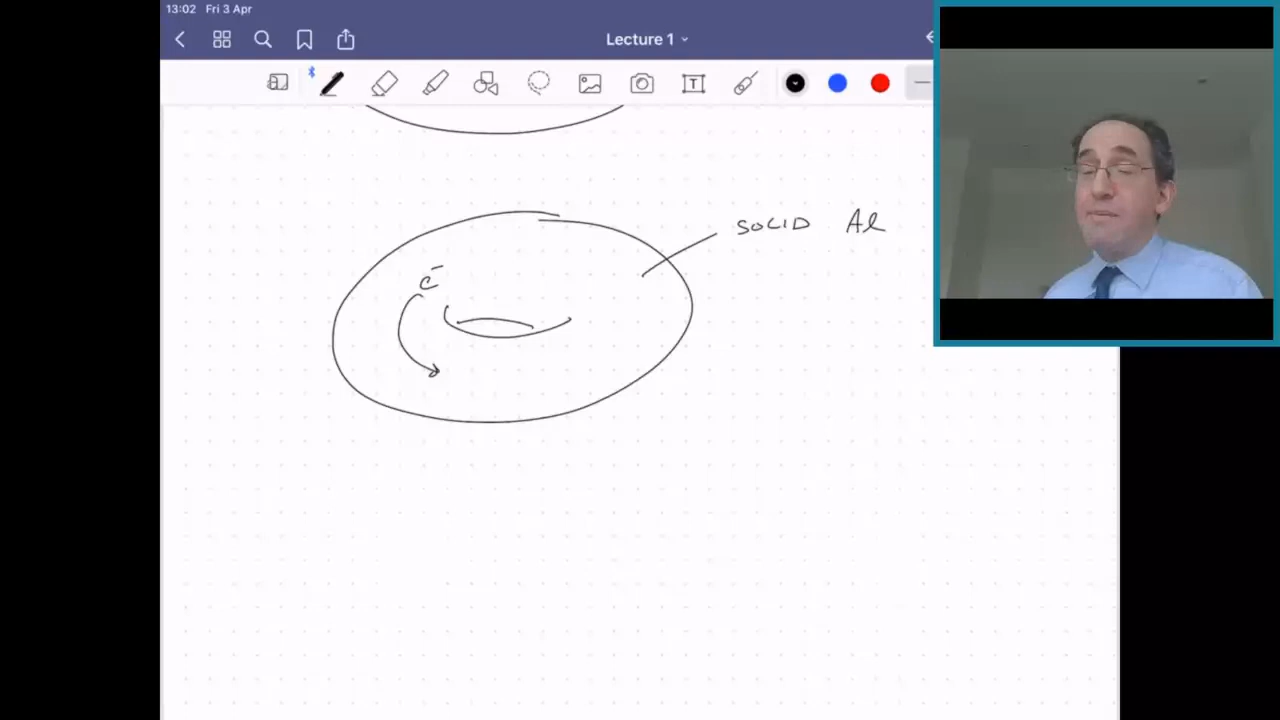 13:02 Fri 3 Apr
Lecture 1
T
SOLID Al
e⁻